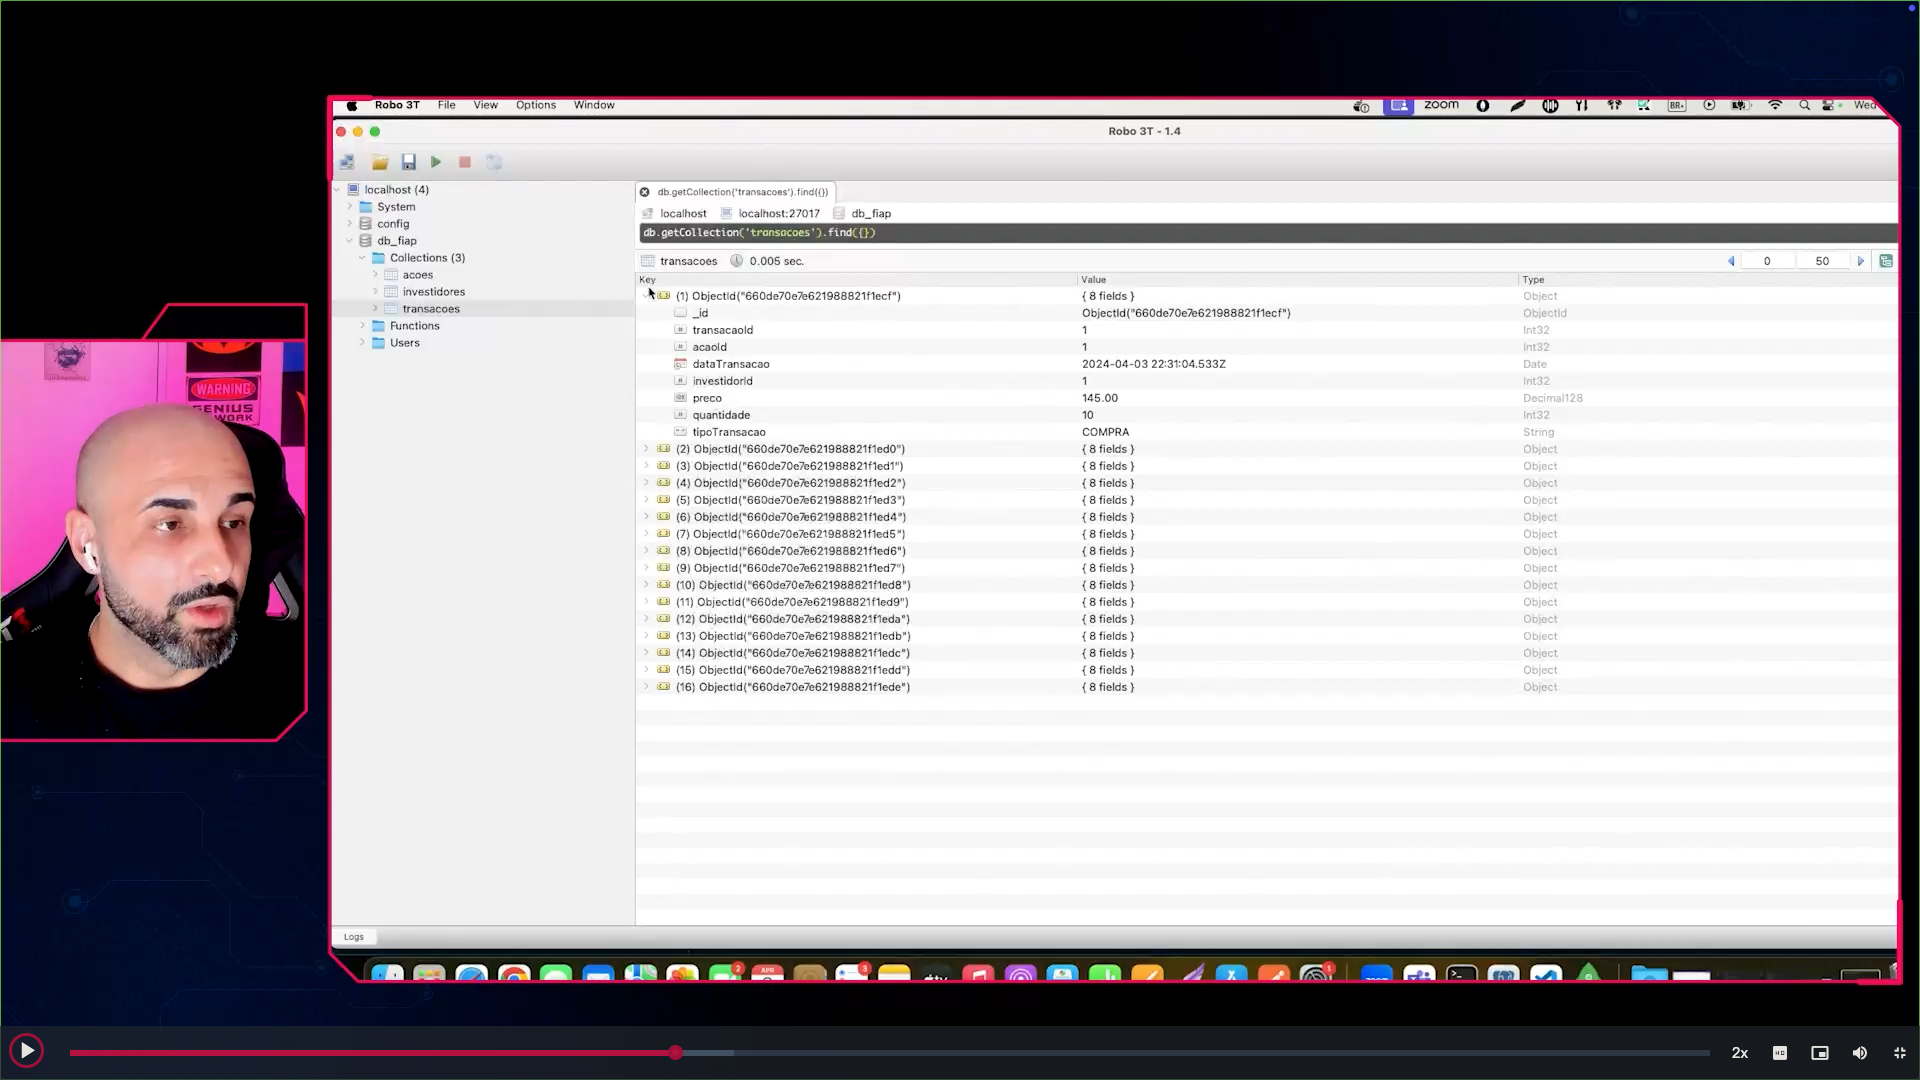 Robo 3T File View Options Window
zoom
BR
Wed
Robo 3T - 1.4
localhost (4)
System
config
db_fiap
Collections (3)
acoes
investidores
transacoes
Functions
Users
db.getCollection('transacoes').find({})
localhost localhost:27017 db_fiap
db.getCollection('transacoes').find({})
transacoes 0.005 sec. 0 50
Key Value Type
(1) ObjectId("660de70e7e621988821f1ecf") { 8 fields } Object
_id ObjectId("660de70e7e621988821f1ecf") ObjectId
transacaoId 1 Int32
acaoId 1 Int32
dataTransacao 2024-04-03 22:31:04.533Z Date
investidorId 1 Int32
preco 145.00 Decimal128
quantidade 10 Int32
tipoTransacao COMPRA String
(2) ObjectId("660de70e7e621988821f1ed0") { 8 fields } Object
(3) ObjectId("660de70e7e621988821f1ed1") { 8 fields } Object
(4) ObjectId("660de70e7e621988821f1ed2") { 8 fields } Object
(5) ObjectId("660de70e7e621988821f1ed3") { 8 fields } Object
(6) ObjectId("660de70e7e621988821f1ed4") { 8 fields } Object
(7) ObjectId("660de70e7e621988821f1ed5") { 8 fields } Object
(8) ObjectId("660de70e7e621988821f1ed6") { 8 fields } Object
(9) ObjectId("660de70e7e621988821f1ed7") { 8 fields } Object
(10) ObjectId("660de70e7e621988821f1ed8") { 8 fields } Object
(11) ObjectId("660de70e7e621988821f1ed9") { 8 fields } Object
(12) ObjectId("660de70e7e621988821f1eda") { 8 fields } Object
(13) ObjectId("660de70e7e621988821f1edb") { 8 fields } Object
(14) ObjectId("660de70e7e621988821f1edc") { 8 fields } Object
(15) ObjectId("660de70e7e621988821f1edd") { 8 fields } Object
(16) ObjectId("660de70e7e621988821f1ede") { 8 fields } Object
WARNING
GENIUS
WORK
Logs
2 APR 3 tv 1
2x HD